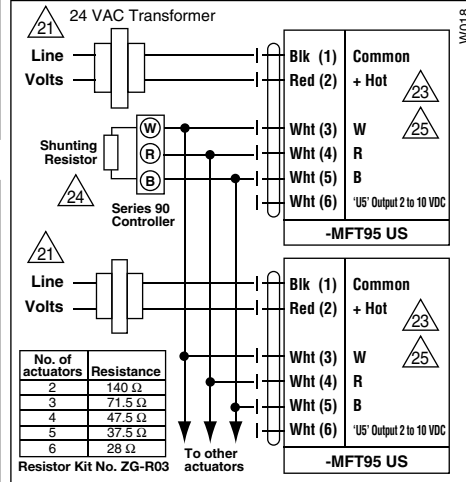 21 24 VAC Transformer
W018
Line
Volts
Blk (1) Common
Red (2) + Hot
23
Wht (3) W
25
Wht (4) R
Wht (5) B
Wht (6) 'U5' Output 2 to 10 VDC
-MFT95 US
Shunting
Resistor
24
W
R
B
Series 90
Controller
21
Line
Volts
Blk (1) Common
Red (2) + Hot
23
Wht (3) W
25
Wht (4) R
Wht (5) B
Wht (6) 'U5' Output 2 to 10 VDC
-MFT95 US
No. of
actuators Resistance
2 140 Ω
3 71.5 Ω
4 47.5 Ω
5 37.5 Ω
6 28 Ω
Resistor Kit No. ZG-R03
To other
actuators